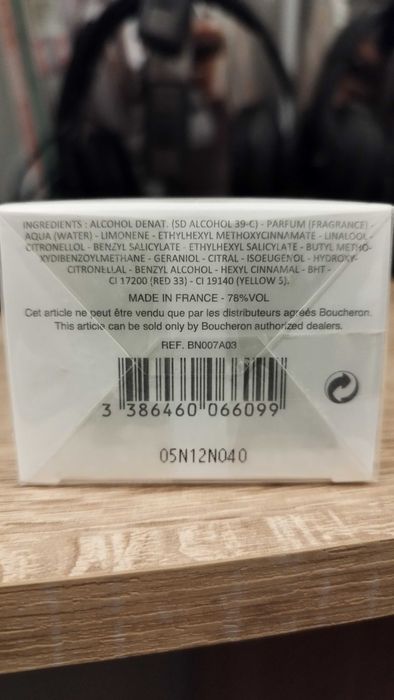 INGREDIENTS : ALCOHOL DENAT. (SD ALCOHOL 39-C) - PARFUM (FRAGRANCE) -
AQUA (WATER) - LIMONENE - ETHYLHEXYL METHOXYCINNAMATE - LINALOOL -
CITRONELLOL - BENZYL SALICYLATE - ETHYLHEXYL SALICYLATE - BUTYL METHO-
XYDIBENZOYLMETHANE - GERANIOL - CITRAL - ISOEUGENOL - HYDROXY-
CITRONELLAL - BENZYL ALCOHOL - HEXYL CINNAMAL - BHT -
CI 17200 (RED 33) - CI 19140 (YELLOW 5).
MADE IN FRANCE - 78%VOL
Cet article ne peut être vendu que par les distributeurs agréés Boucheron.
This article can be sold only by Boucheron authorized dealers.
REF. BN007A03
3 386460 066099
05N12N040